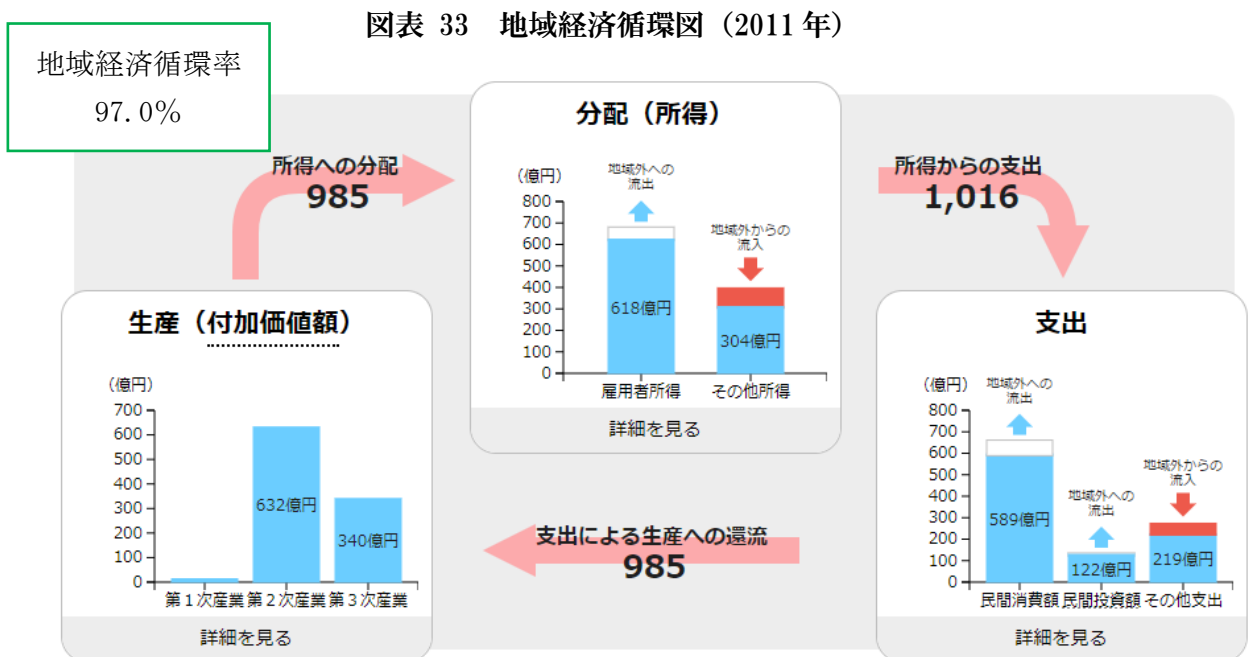 図表 33 地域経済循環図（2011年）
地域経済循環率
97.0％
所得への分配
985
分配（所得）
（億円）
地域外への
流出
地域外からの
流入
800
700
600
500
400
300
200
100
0
618億円
304億円
雇用者所得
その他所得
詳細を見る
所得からの支出
1,016
生産（付加価値額）
（億円）
700
600
500
400
300
200
100
0
632億円
340億円
第１次産業
第２次産業
第３次産業
詳細を見る
支出による生産への還流
985
支出
（億円）
地域外への
流出
地域外への
流出
地域外からの
流入
800
700
600
500
400
300
200
100
0
589億円
122億円
219億円
民間消費額
民間投資額
その他支出
詳細を見る